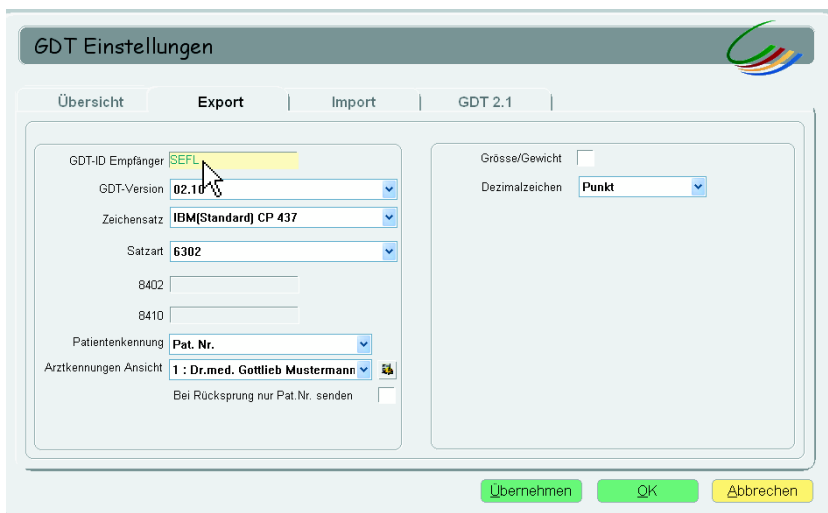 GDT Einstellungen
Übersicht
Export
Import
GDT 2.1
GDT-ID Empfänger SEFL
GDT-Version 02.10
Zeichensatz IBM(Standard) CP 437
Satzart 6302
8402
8410
Patientenkennung Pat. Nr.
Arztkennungen Ansicht 1 : Dr.med. Gottlieb Mustermann
Bei Rücksprung nur Pat.Nr. senden
Grösse/Gewicht
Dezimalzeichen Punkt
Übernehmen
OK
Abbrechen